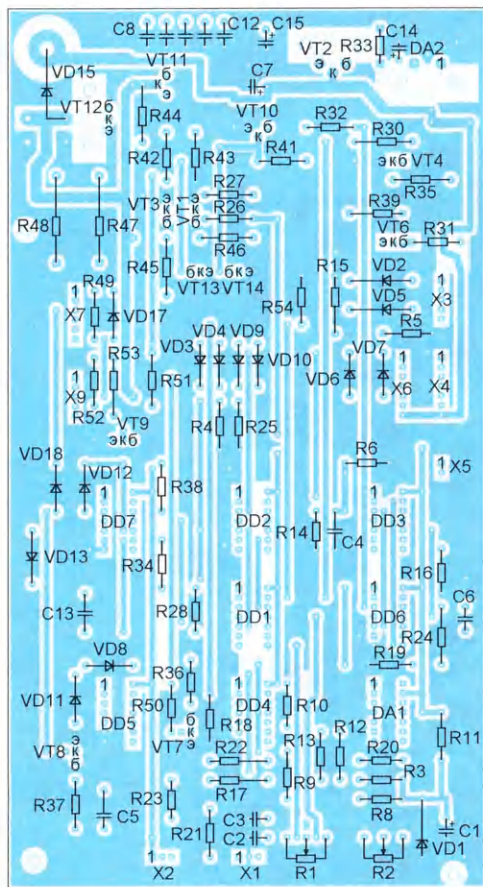 C8 C12 C15 C14
R33 DA2
VT2
э к б
1
VT11
б
к
э
C7
VD15
VT12
б
к
э
R44
VT10
э к б
R32
R30
R42 R43
R41
э к б
VT4
R27
R35
VT3
б
к
э
VT1
б
к
э
R26
R39
R48 R47
VT6
э к б
R31
R46
R45
б к э б к э
VT13 VT14
R15
VD2
R49
1
X7
VD17
R54
VD5
1
X3
R5
VD3 VD4 VD9
VD10
VD7
R53
1
X9
R51
VD6
1
X6
1
X4
R52
VT9
э к б
R4 R25
R6
VD18
VD12
1
X5
R38
1
DD7
1
DD2
R14
C4
1
DD3
VD13
R34
R16
C13
R28
1
DD1
1
DD6
C6
R24
VD8
R19
R36
VD11
1
DD5
R50
R18
1
DD4
R10
1
DA1
VT8
э к б
VT7
б
к
э
R13 R12
R11
R22
R20
R17
R9
R3
R37
C5
R23
R8
R21
C3
C2
C1
VD1
1
X2
1
X1
R1
R2